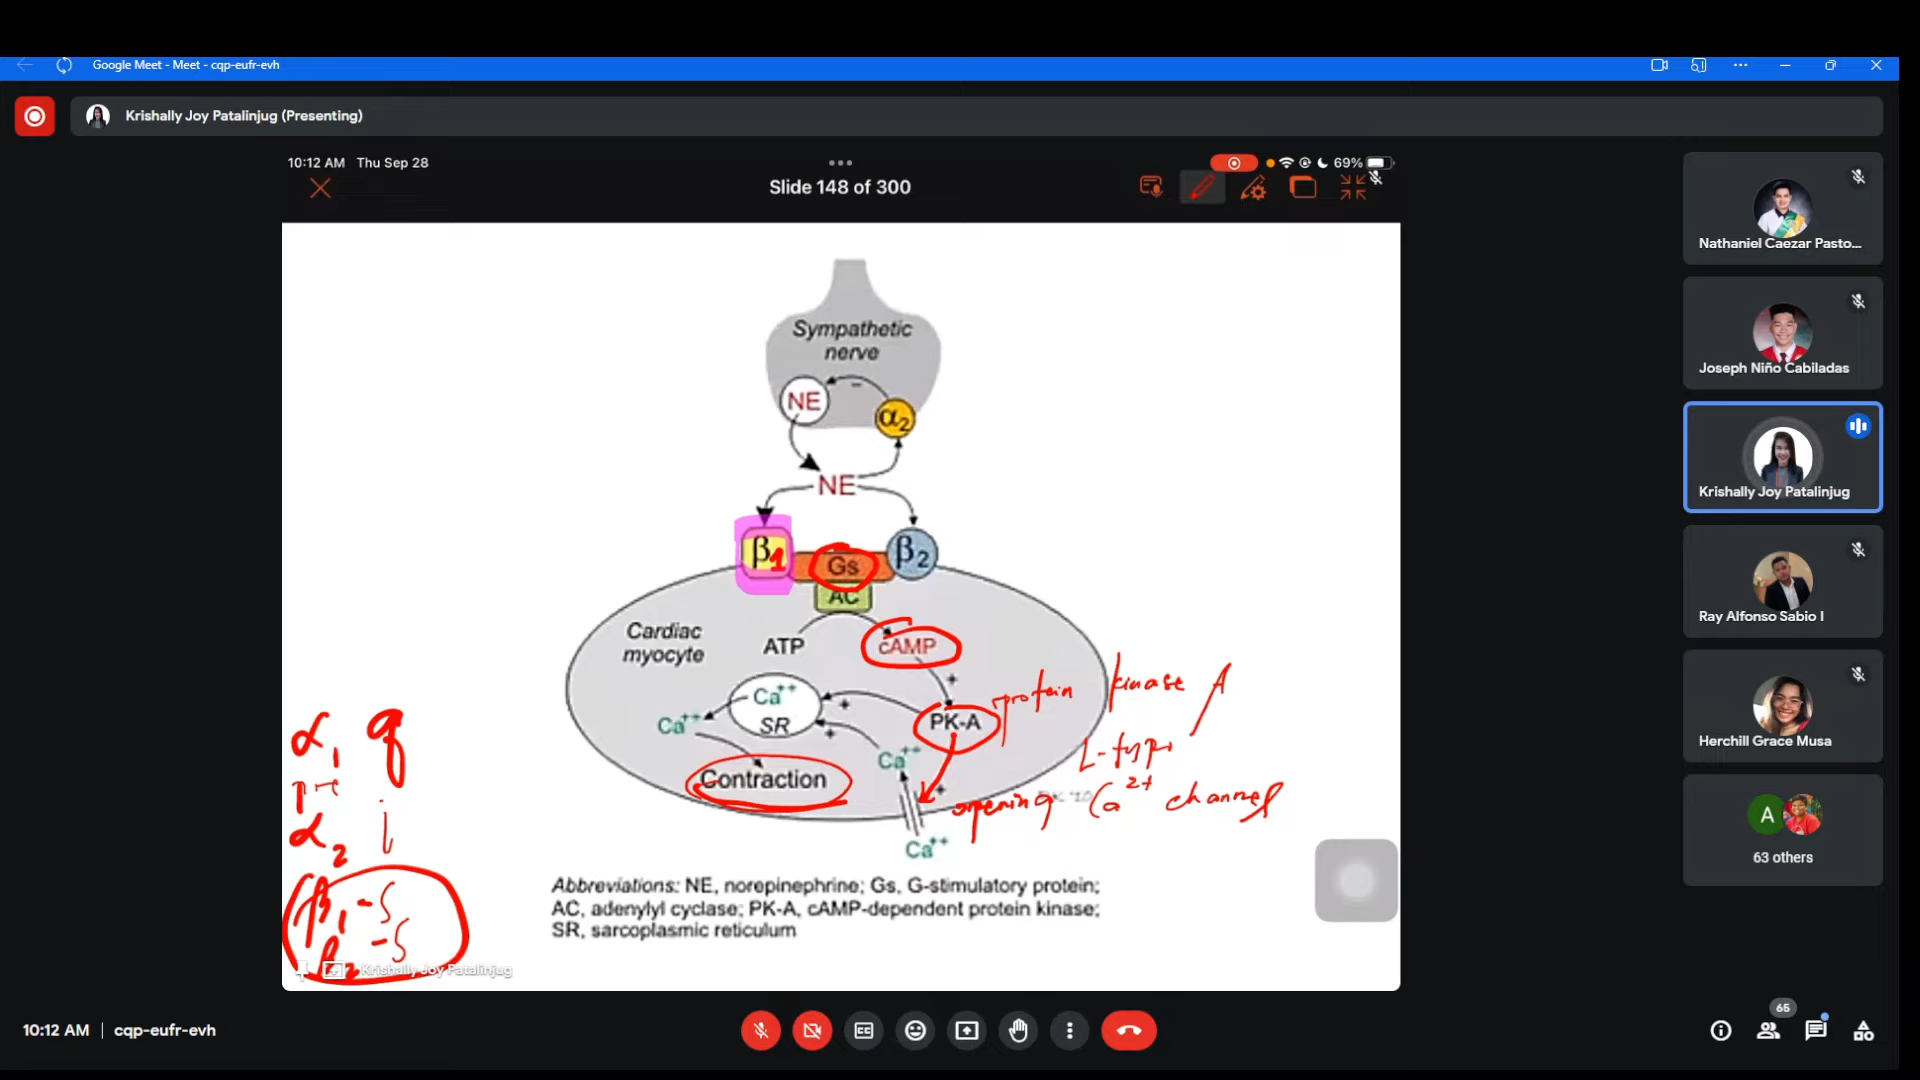 Google Meet - Meet - cqp-eufr-evh
Krishally Joy Patalinjug (Presenting)
10:12 AM Thu Sep 28
69%
Slide 148 of 300
Sympathetic
nerve
NE
α2
NE
β1
Gs
β2
AC
Cardiac
myocyte
ATP
cAMP
Ca++
SR
Ca++
PK-A
protein kinase A
Ca++
L-type
Contraction
opening Ca2+ channel
Ca++
α1 q
α2 i
β1 - s
β2 - s
Abbreviations: NE, norepinephrine; Gs, G-stimulatory protein;
AC, adenylyl cyclase; PK-A, cAMP-dependent protein kinase;
SR, sarcoplasmic reticulum
Krishally Joy Patalinjug
Nathaniel Caezar Pasto...
Joseph Niño Cabiladas
Krishally Joy Patalinjug
Ray Alfonso Sabio I
Herchill Grace Musa
A
63 others
10:12 AM | cqp-eufr-evh
65